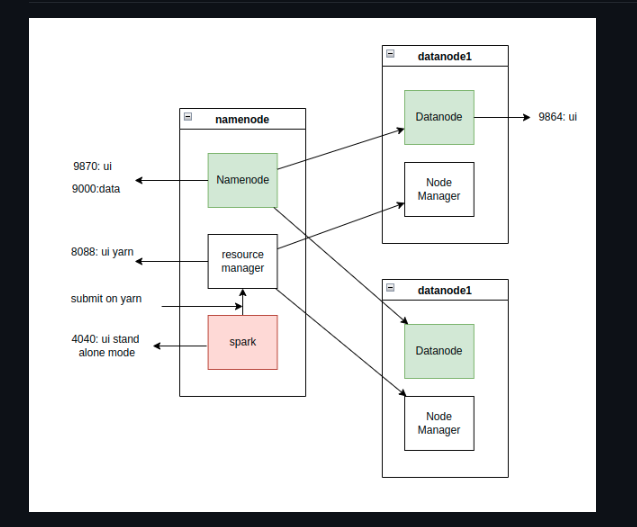 datanode1
Datanode
9864: ui
Node
Manager
namenode
9870: ui
9000:data
Namenode
8088: ui yarn
resource
manager
submit on yarn
4040: ui stand
alone mode
spark
datanode1
Datanode
Node
Manager